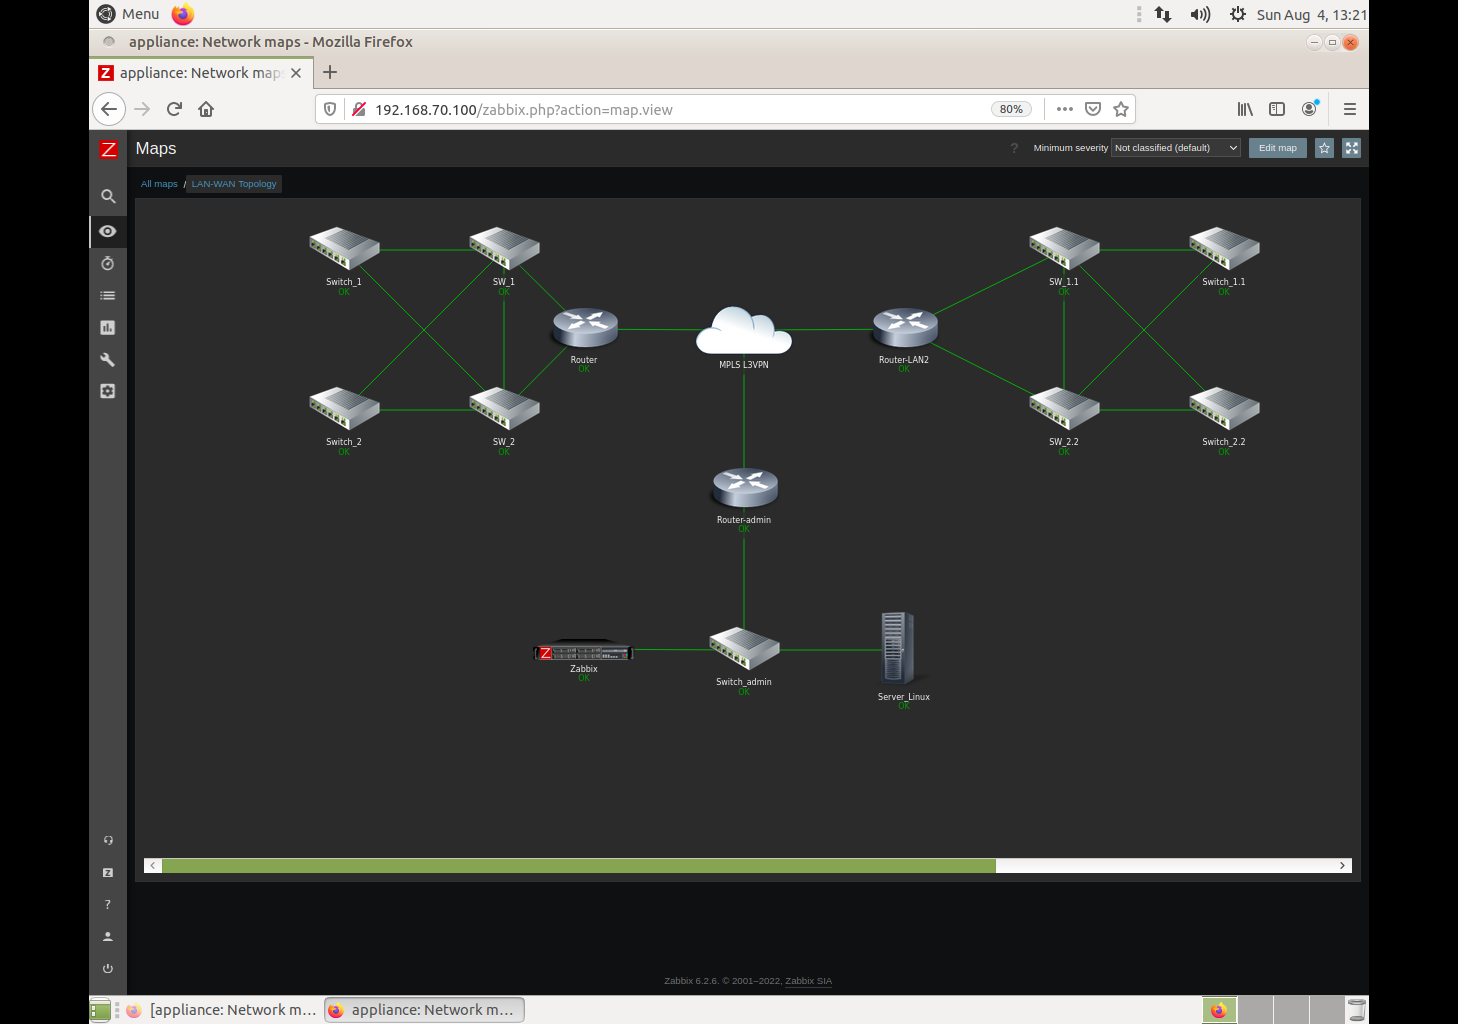 Menu
Sun Aug 4, 13:21
appliance: Network maps - Mozilla Firefox
Z appliance: Network map
192.168.70.100/zabbix.php?action=map.view 80%
Z Maps ? Minimum severity Not classified (default) Edit map
All maps / LAN-WAN Topology
Switch_1 SW_1 SW_1.1 Switch_1.1
OK OK OK OK
Router MPLS L3VPN Router-LAN2
OK OK
Switch_2 SW_2 SW_2.2 Switch_2.2
OK OK OK OK
Router-admin
OK
Z
Zabbix Switch_admin Server_Linux
OK OK OK
Z
?
Zabbix 6.2.6. © 2001–2022, Zabbix SIA
[appliance: Network m... appliance: Network m...